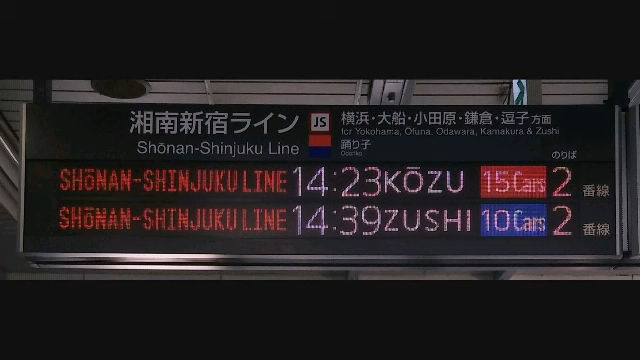 湘南新宿ライン JS 横浜・大船・小田原・鎌倉・逗子方面
Shōnan-Shinjuku Line for Yokohama, Ōfuna, Odawara, Kamakura & Zushi
踊り子
Odoriko
のりば
SHŌNAN-SHINJUKU LINE 14:23 KŌZU 15Cars 2番線
SHŌNAN-SHINJUKU LINE 14:39 ZUSHI 10Cars 2番線